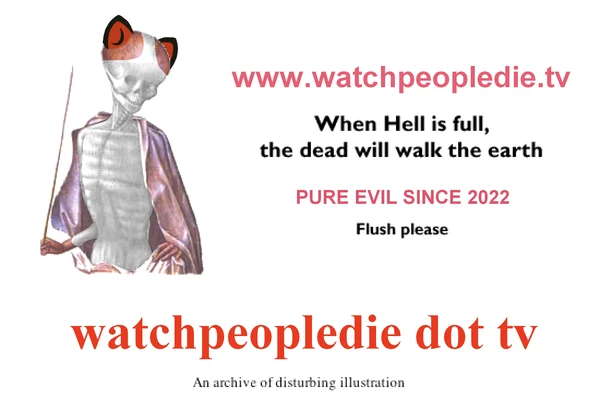 www.watchpeopledie.tv
When Hell is full,
the dead will walk the earth
PURE EVIL SINCE 2022
Flush please
watchpeopledie dot tv
An archive of disturbing illustration